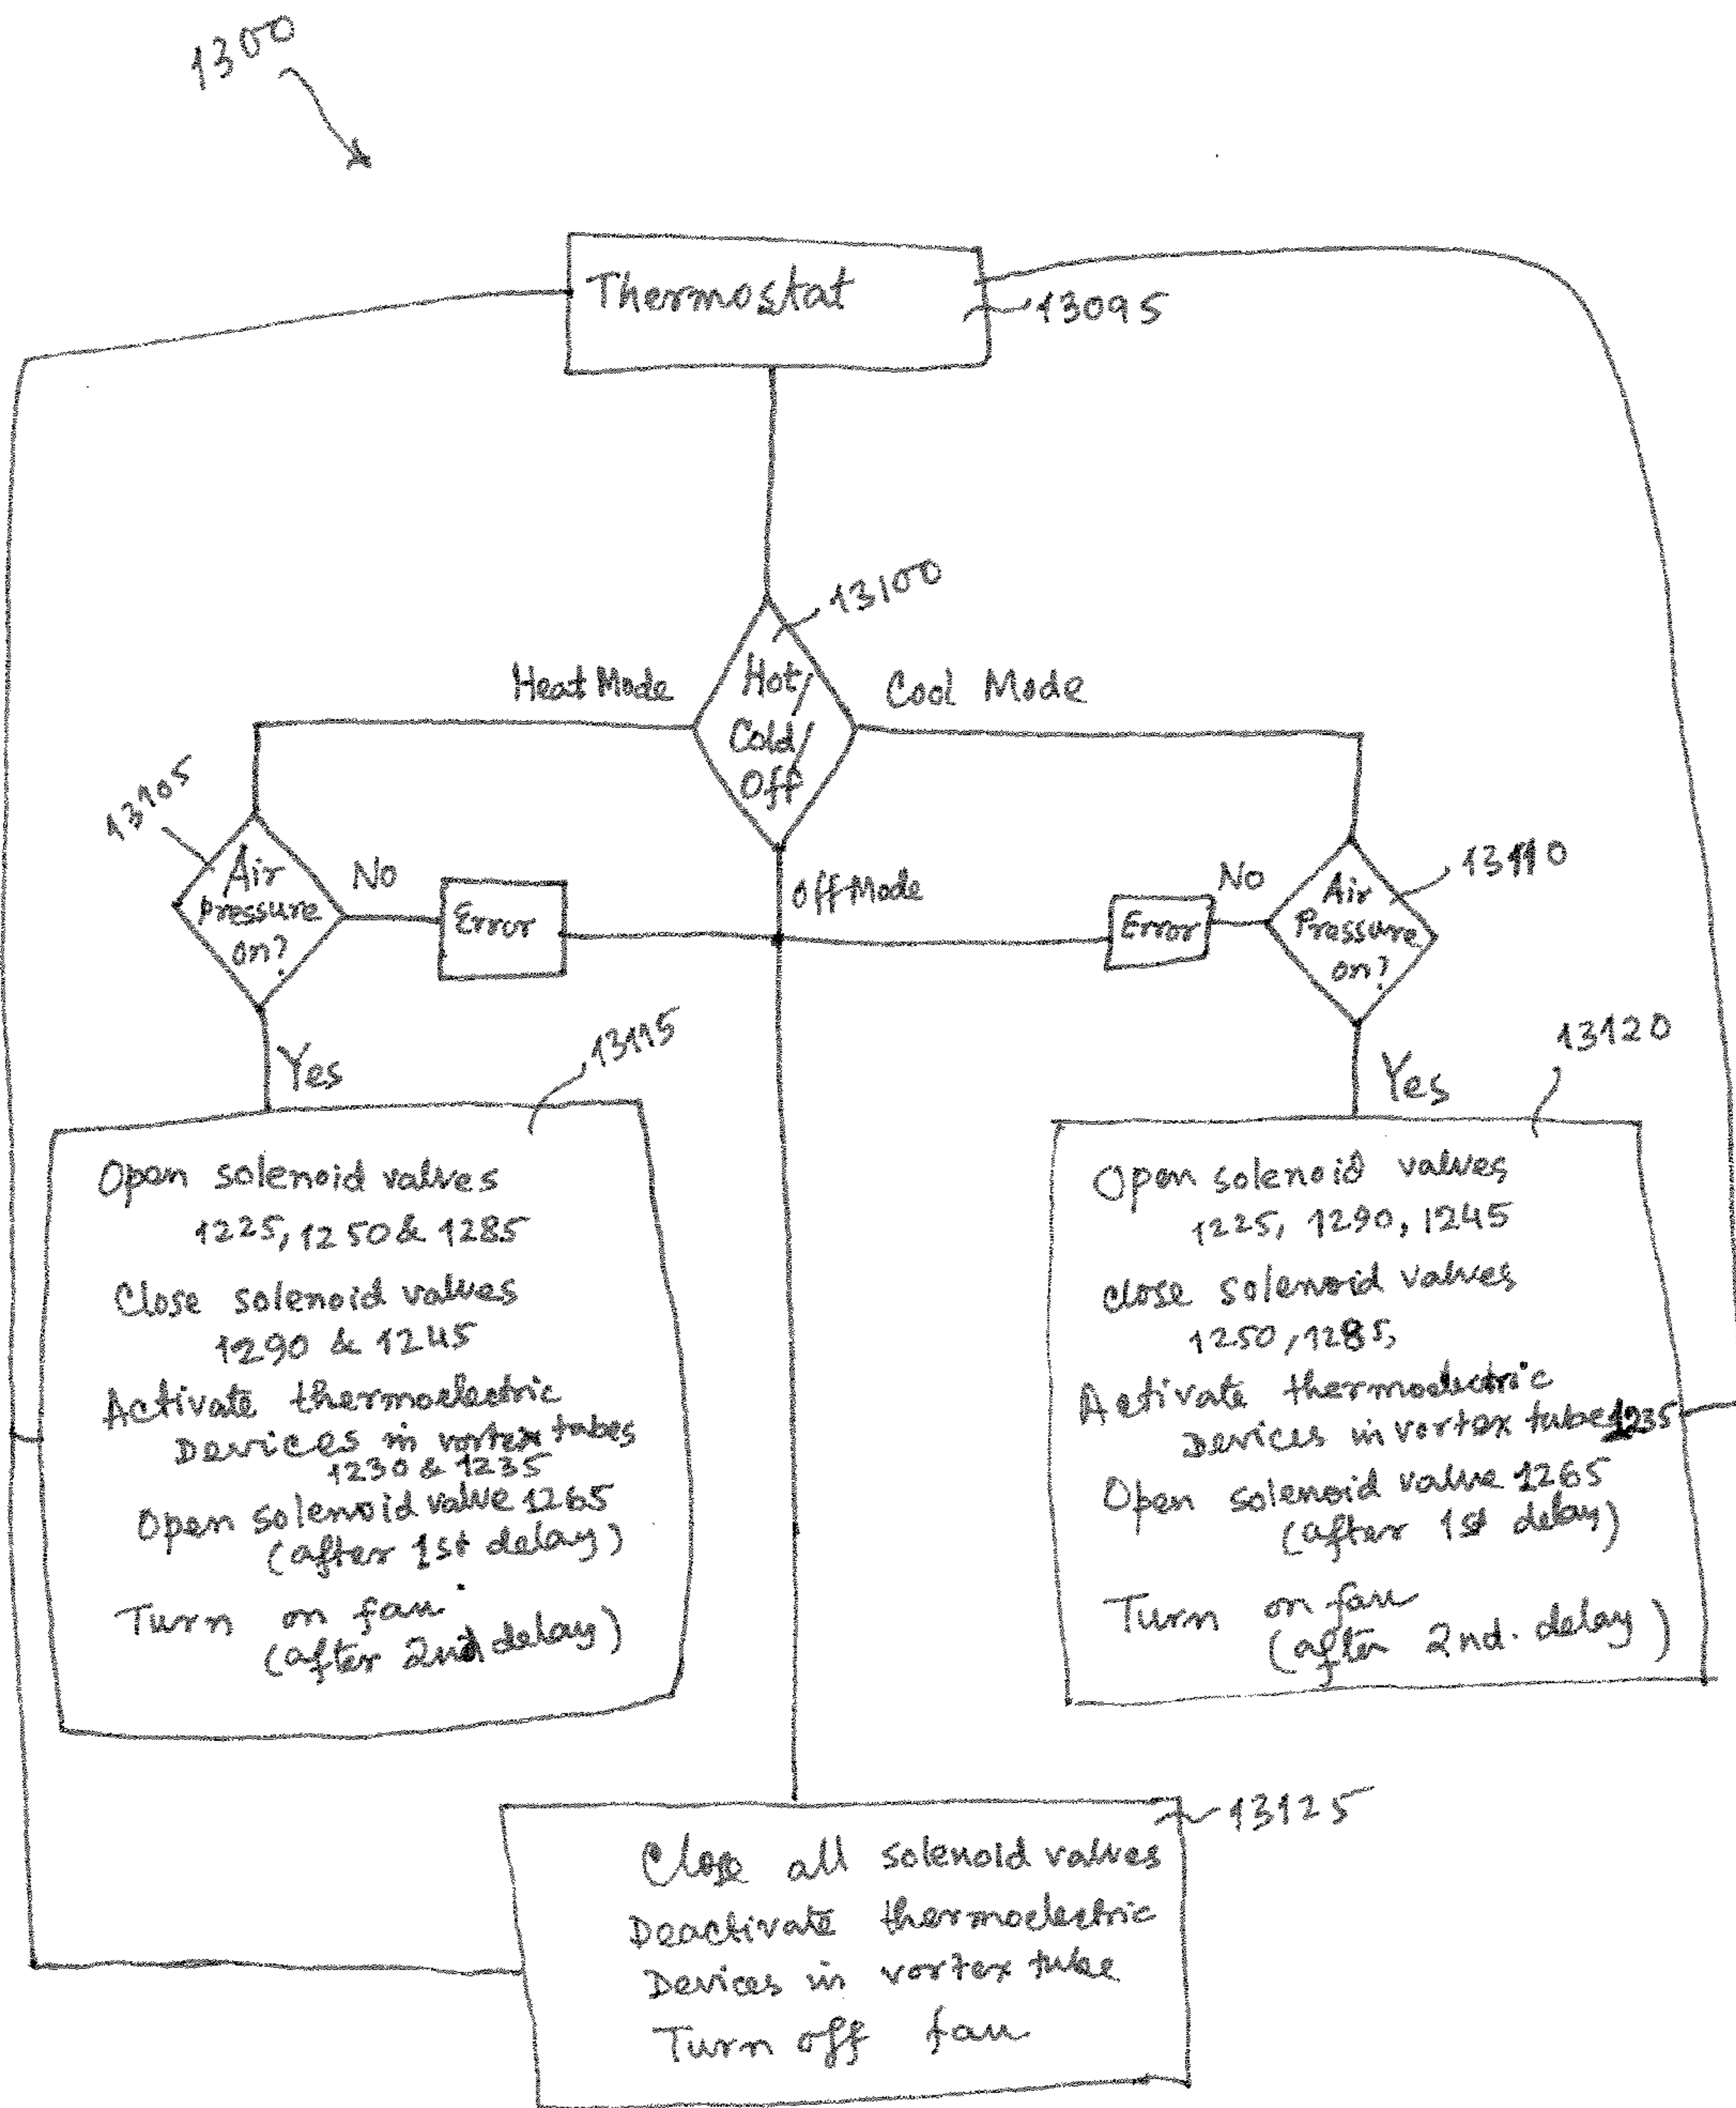 1300
Thermostat
13095
13100
Heat Mode
Hot/
Cold/
Off
Cool Mode
13105
Air
Pressure
on?
No
Error
Off Mode
Error
No
Air
Pressure
on?
13110
Yes
13115
Yes
13120
Open solenoid valves
1225, 1250 & 1285
Close solenoid valves
1290 & 1245
Activate thermoelectric
Devices in vortex tubes
1230 & 1235
Open solenoid valve 1265
(after 1st delay)
Turn on fan
(after 2nd delay)
Open solenoid valves
1225, 1290, 1245
Close solenoid valves
1250, 1285,
Activate thermoelectric
Devices in vortex tube 1235
Open solenoid valve 1265
(after 1st delay)
Turn on fan
(after 2nd. delay)
13125
Close all solenoid valves
Deactivate thermoelectric
Devices in vortex tube
Turn off fan